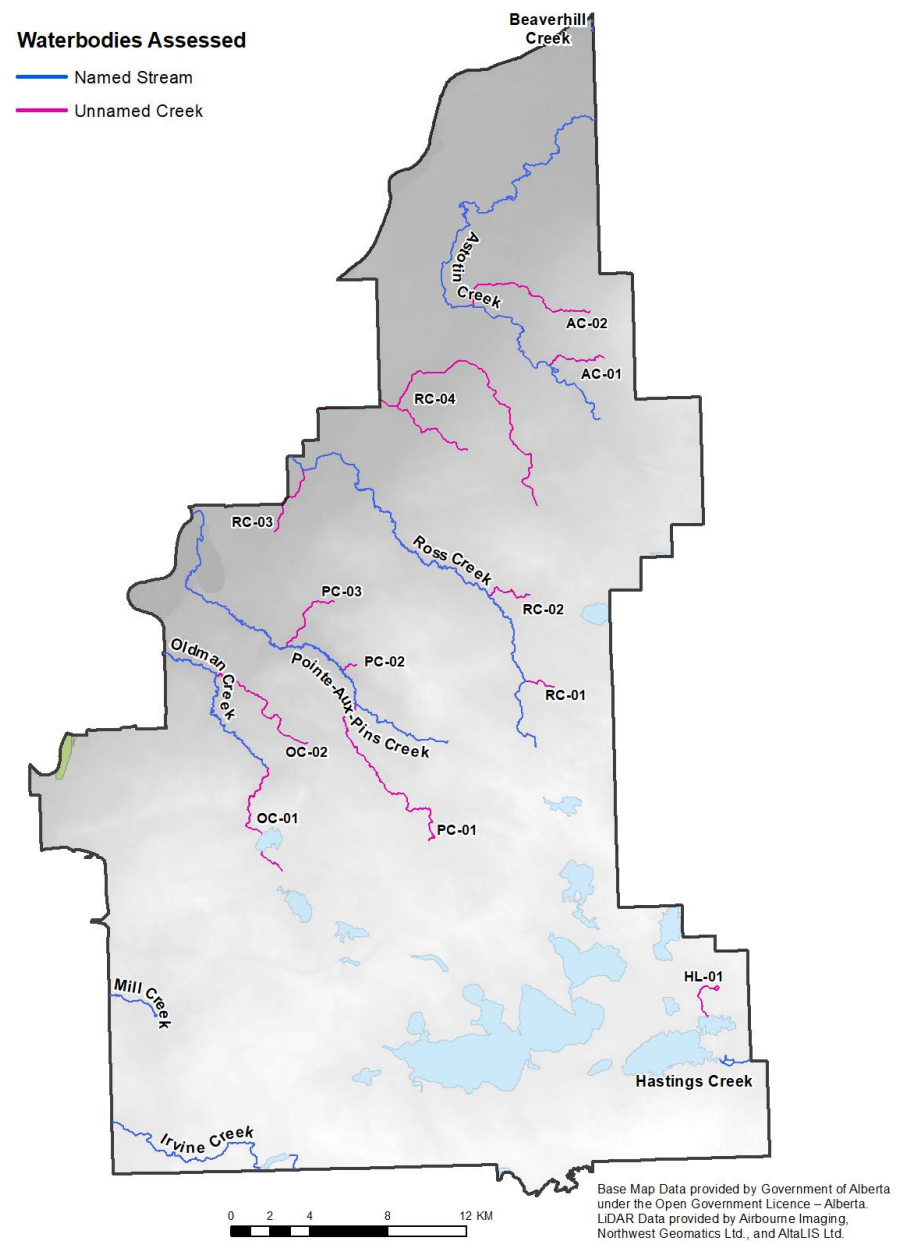 Beaverhill
Creek
Waterbodies Assessed
Named Stream
Unnamed Creek
Astotin
Creek
AC-02
AC-01
RC-04
RC-03
Ross Creek
PC-03
RC-02
PC-02
Oldman Creek
Pointe-Aux-Pins Creek
RC-01
OC-02
OC-01
PC-01
HL-01
Mill Creek
Hastings Creek
Irvine Creek
0 2 4 8 12 KM
Base Map Data provided by Government of Alberta
under the Open Government Licence – Alberta.
LiDAR Data provided by Airbourne Imaging,
Northwest Geomatics Ltd., and AltaLIS Ltd.